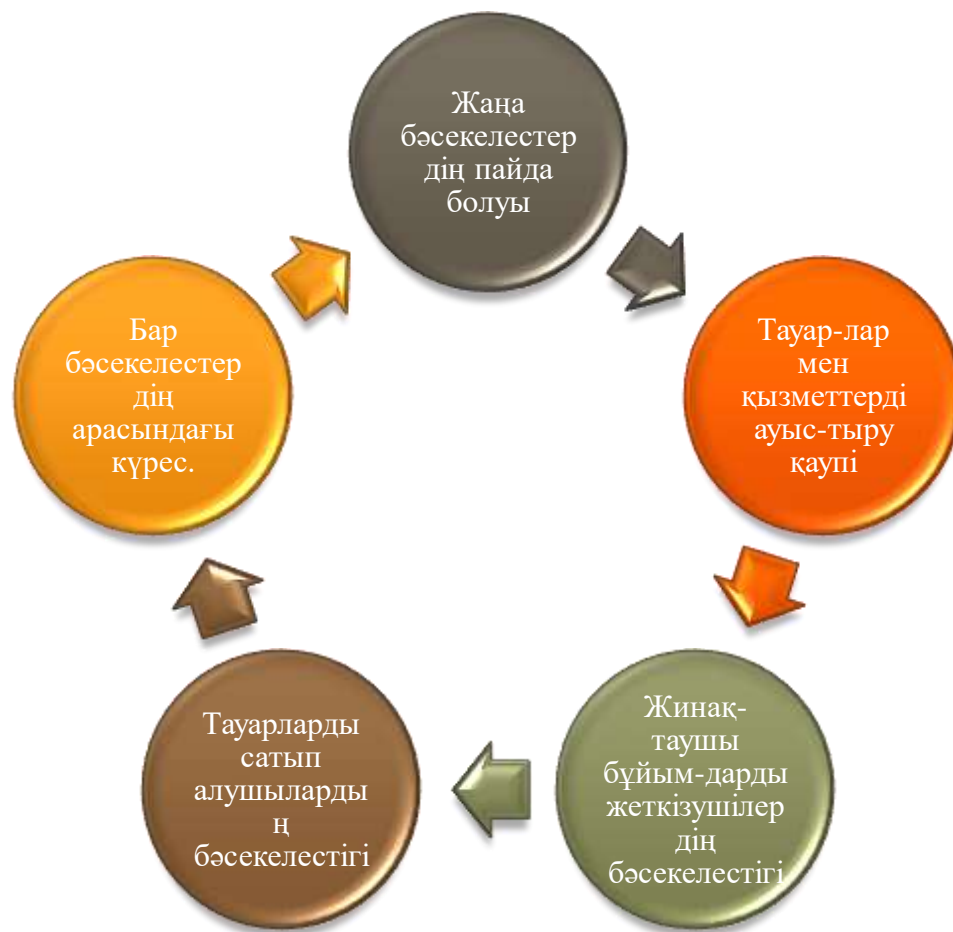 Жаңа
бәсекелестер
дің пайда
болуы
Тауар-лар
мен
қызметтерді
ауыс-тыру
қаупі
Жинақ-
таушы
бұйым-дарды
жеткізушілер
дің
бәсекелестігі
Тауарларды
сатып
алушыларды
ң
бәсекелестігі
Бар
бәсекелестер
дің
арасындағы
күрес.